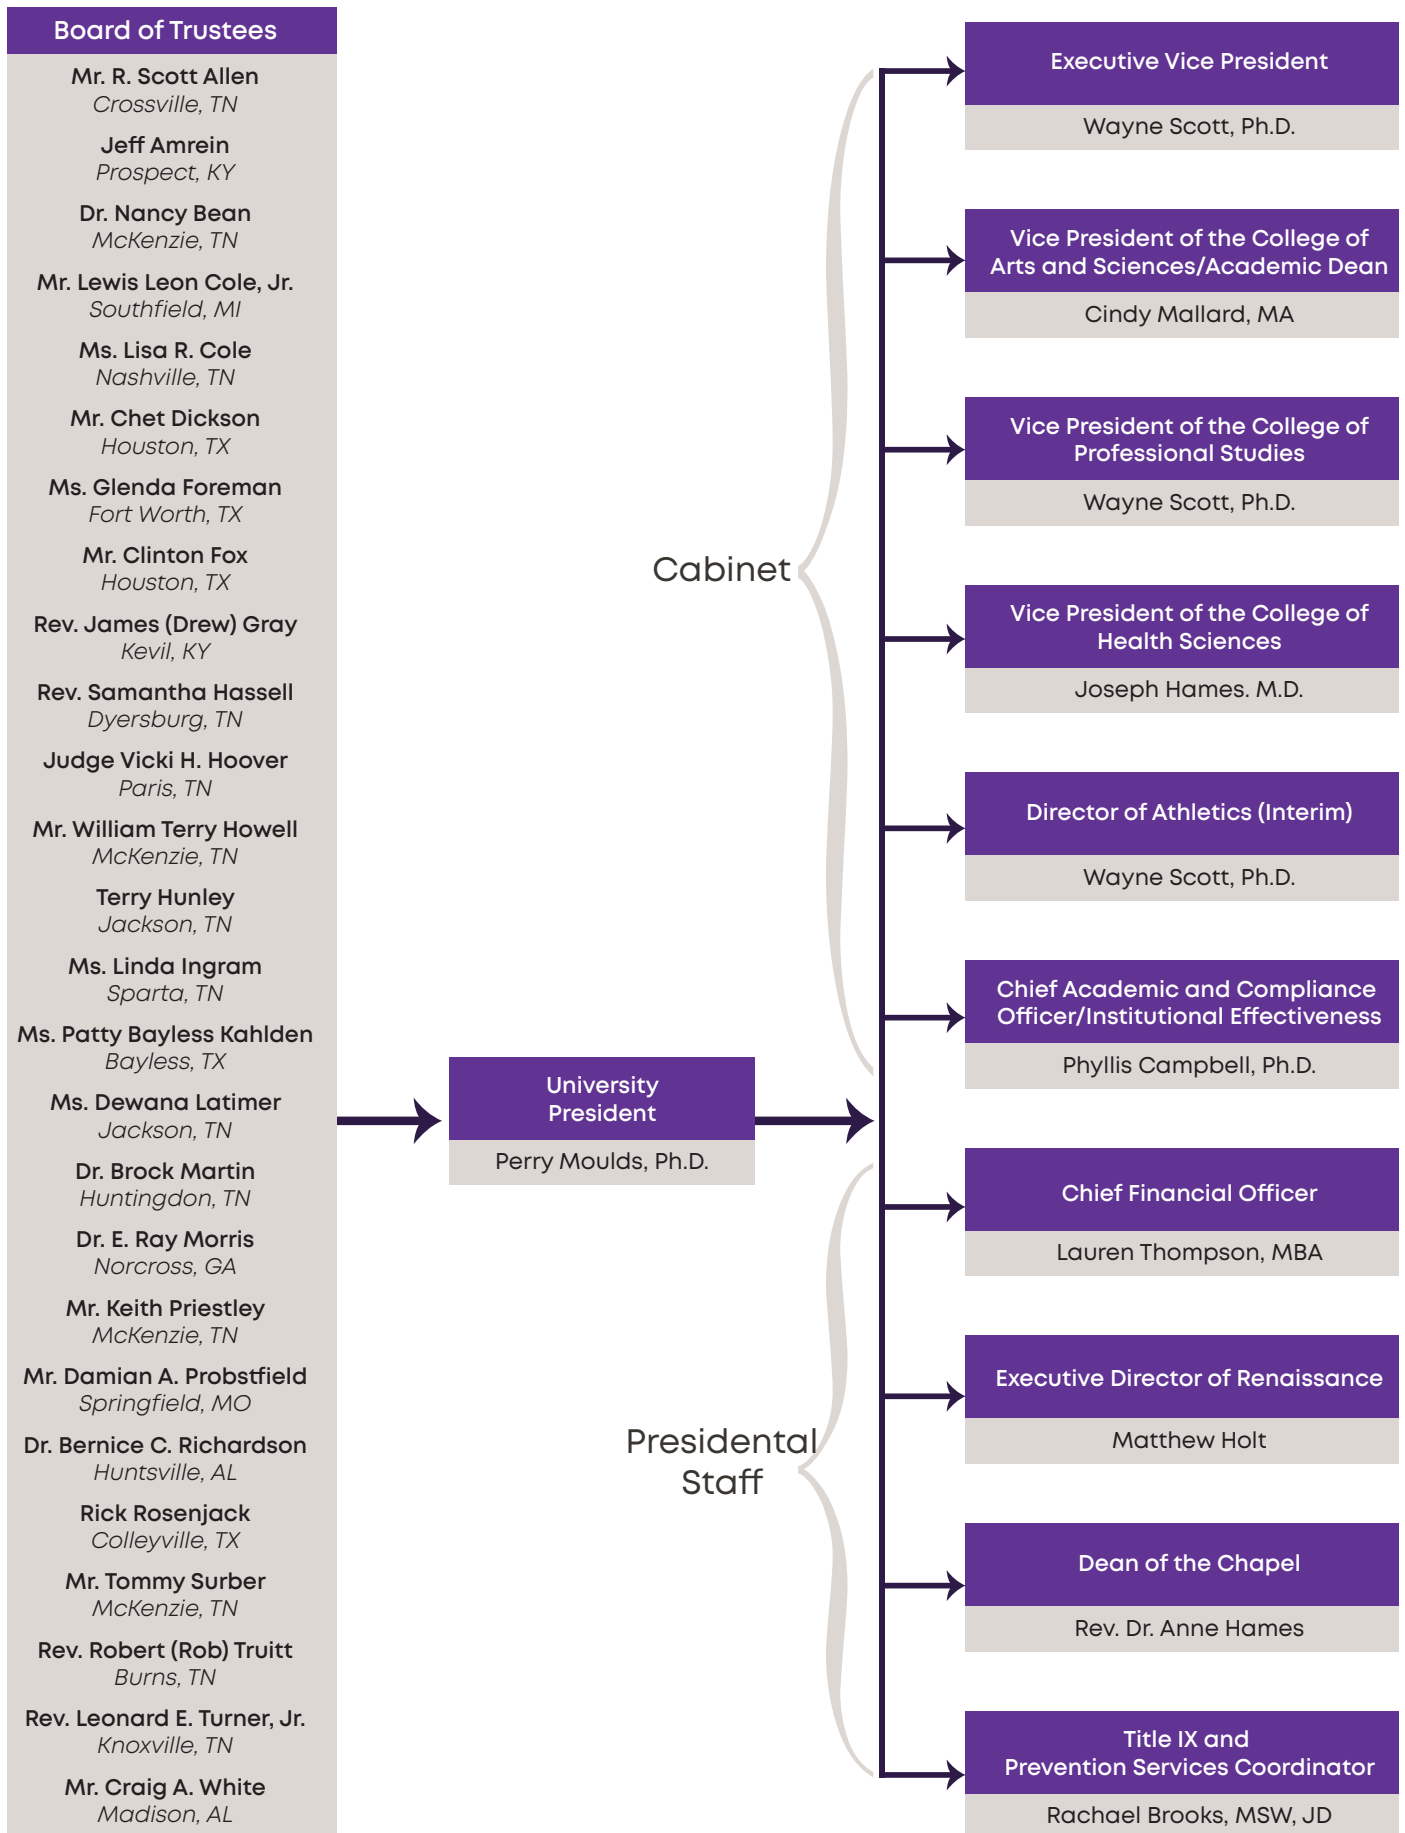 Board of Trustees
Mr. R. Scott Allen
Crossville, TN
Jeff Amrein
Prospect, KY
Dr. Nancy Bean
McKenzie, TN
Mr. Lewis Leon Cole, Jr.
Southfield, MI
Ms. Lisa R. Cole
Nashville, TN
Mr. Chet Dickson
Houston, TX
Ms. Glenda Foreman
Fort Worth, TX
Mr. Clinton Fox
Houston, TX
Rev. James (Drew) Gray
Kevil, KY
Rev. Samantha Hassell
Dyersburg, TN
Judge Vicki H. Hoover
Paris, TN
Mr. William Terry Howell
McKenzie, TN
Terry Hunley
Jackson, TN
Ms. Linda Ingram
Sparta, TN
Ms. Patty Bayless Kahlden
Bayless, TX
Ms. Dewana Latimer
Jackson, TN
Dr. Brock Martin
Huntingdon, TN
Dr. E. Ray Morris
Norcross, GA
Mr. Keith Priestley
McKenzie, TN
Mr. Damian A. Probstfield
Springfield, MO
Dr. Bernice C. Richardson
Huntsville, AL
Rick Rosenjack
Colleyville, TX
Mr. Tommy Surber
McKenzie, TN
Rev. Robert (Rob) Truitt
Burns, TN
Rev. Leonard E. Turner, Jr.
Knoxville, TN
Mr. Craig A. White
Madison, AL
University
President
Perry Moulds, Ph.D.
Cabinet
Executive Vice President
Wayne Scott, Ph.D.
Vice President of the College of
Arts and Sciences/Academic Dean
Cindy Mallard, MA
Vice President of the College of
Professional Studies
Wayne Scott, Ph.D.
Vice President of the College of
Health Sciences
Joseph Hames. M.D.
Director of Athletics (Interim)
Wayne Scott, Ph.D.
Chief Academic and Compliance
Officer/Institutional Effectiveness
Phyllis Campbell, Ph.D.
Presidental
Staff
Chief Financial Officer
Lauren Thompson, MBA
Executive Director of Renaissance
Matthew Holt
Dean of the Chapel
Rev. Dr. Anne Hames
Title IX and
Prevention Services Coordinator
Rachael Brooks, MSW, JD